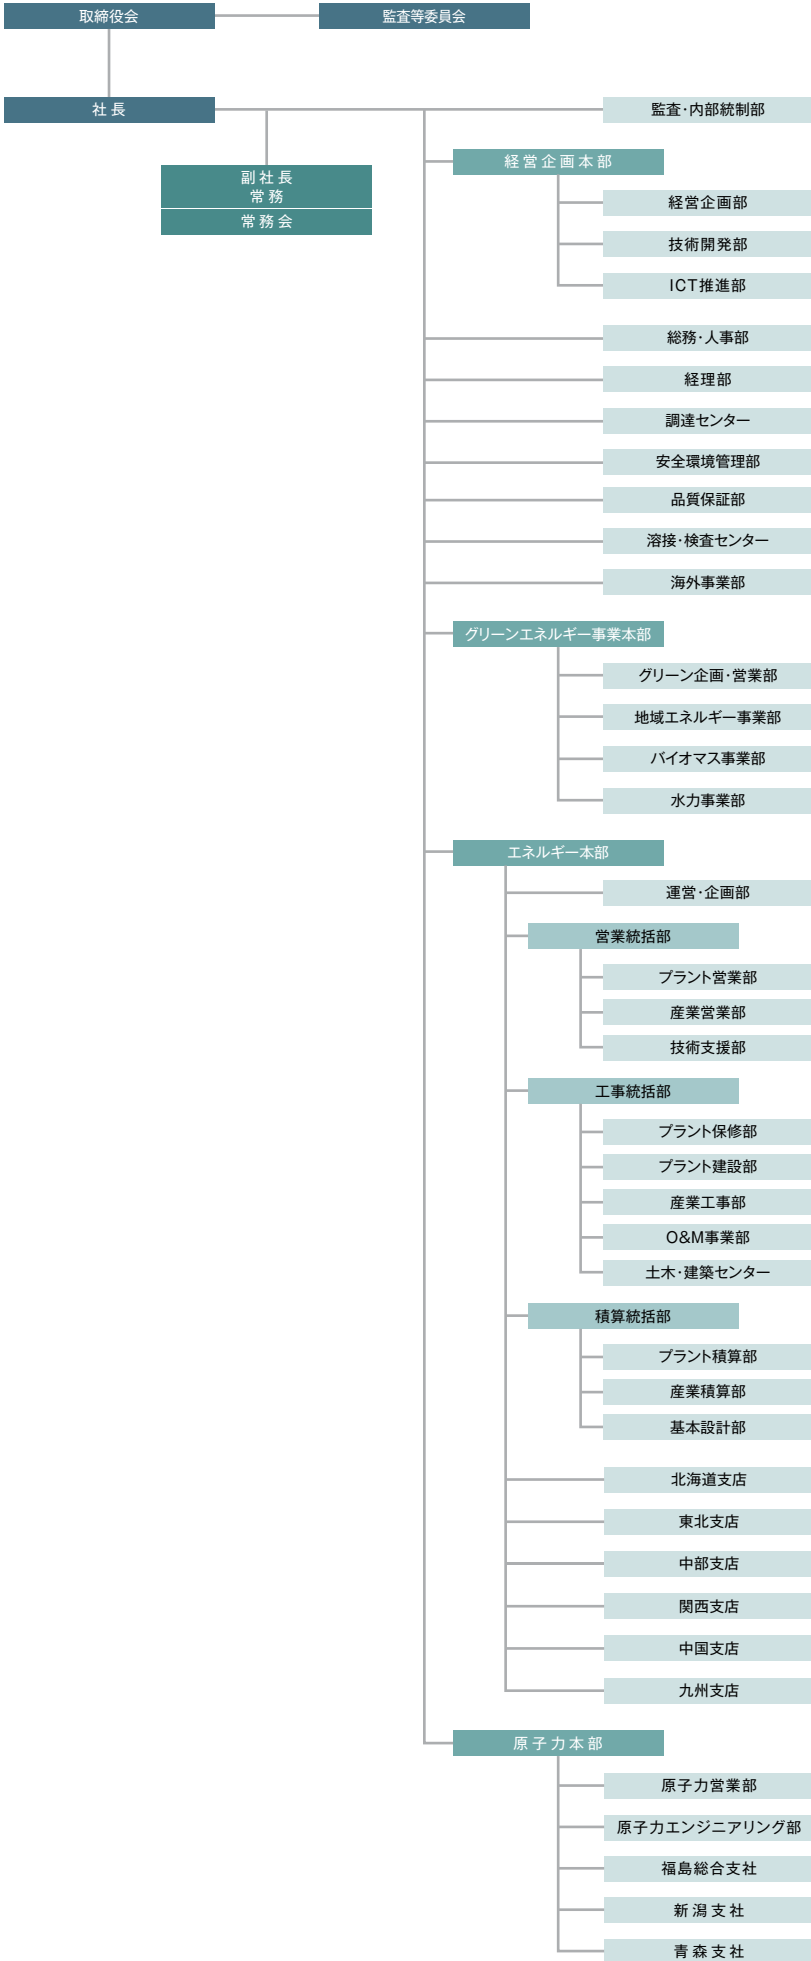 取締役会
監査等委員会
社長
監査・内部統制部
副社長
常務
常務会
経営企画本部
経営企画部
技術開発部
ICT推進部
総務・人事部
経理部
調達センター
安全環境管理部
品質保証部
溶接・検査センター
海外事業部
グリーンエネルギー事業本部
グリーン企画・営業部
地域エネルギー事業部
バイオマス事業部
水力事業部
エネルギー本部
運営・企画部
営業統括部
プラント営業部
産業営業部
技術支援部
工事統括部
プラント保修部
プラント建設部
産業工事部
O&M事業部
土木・建築センター
積算統括部
プラント積算部
産業積算部
基本設計部
北海道支店
東北支店
中部支店
関西支店
中国支店
九州支店
原子力本部
原子力営業部
原子力エンジニアリング部
福島総合支社
新潟支社
青森支社